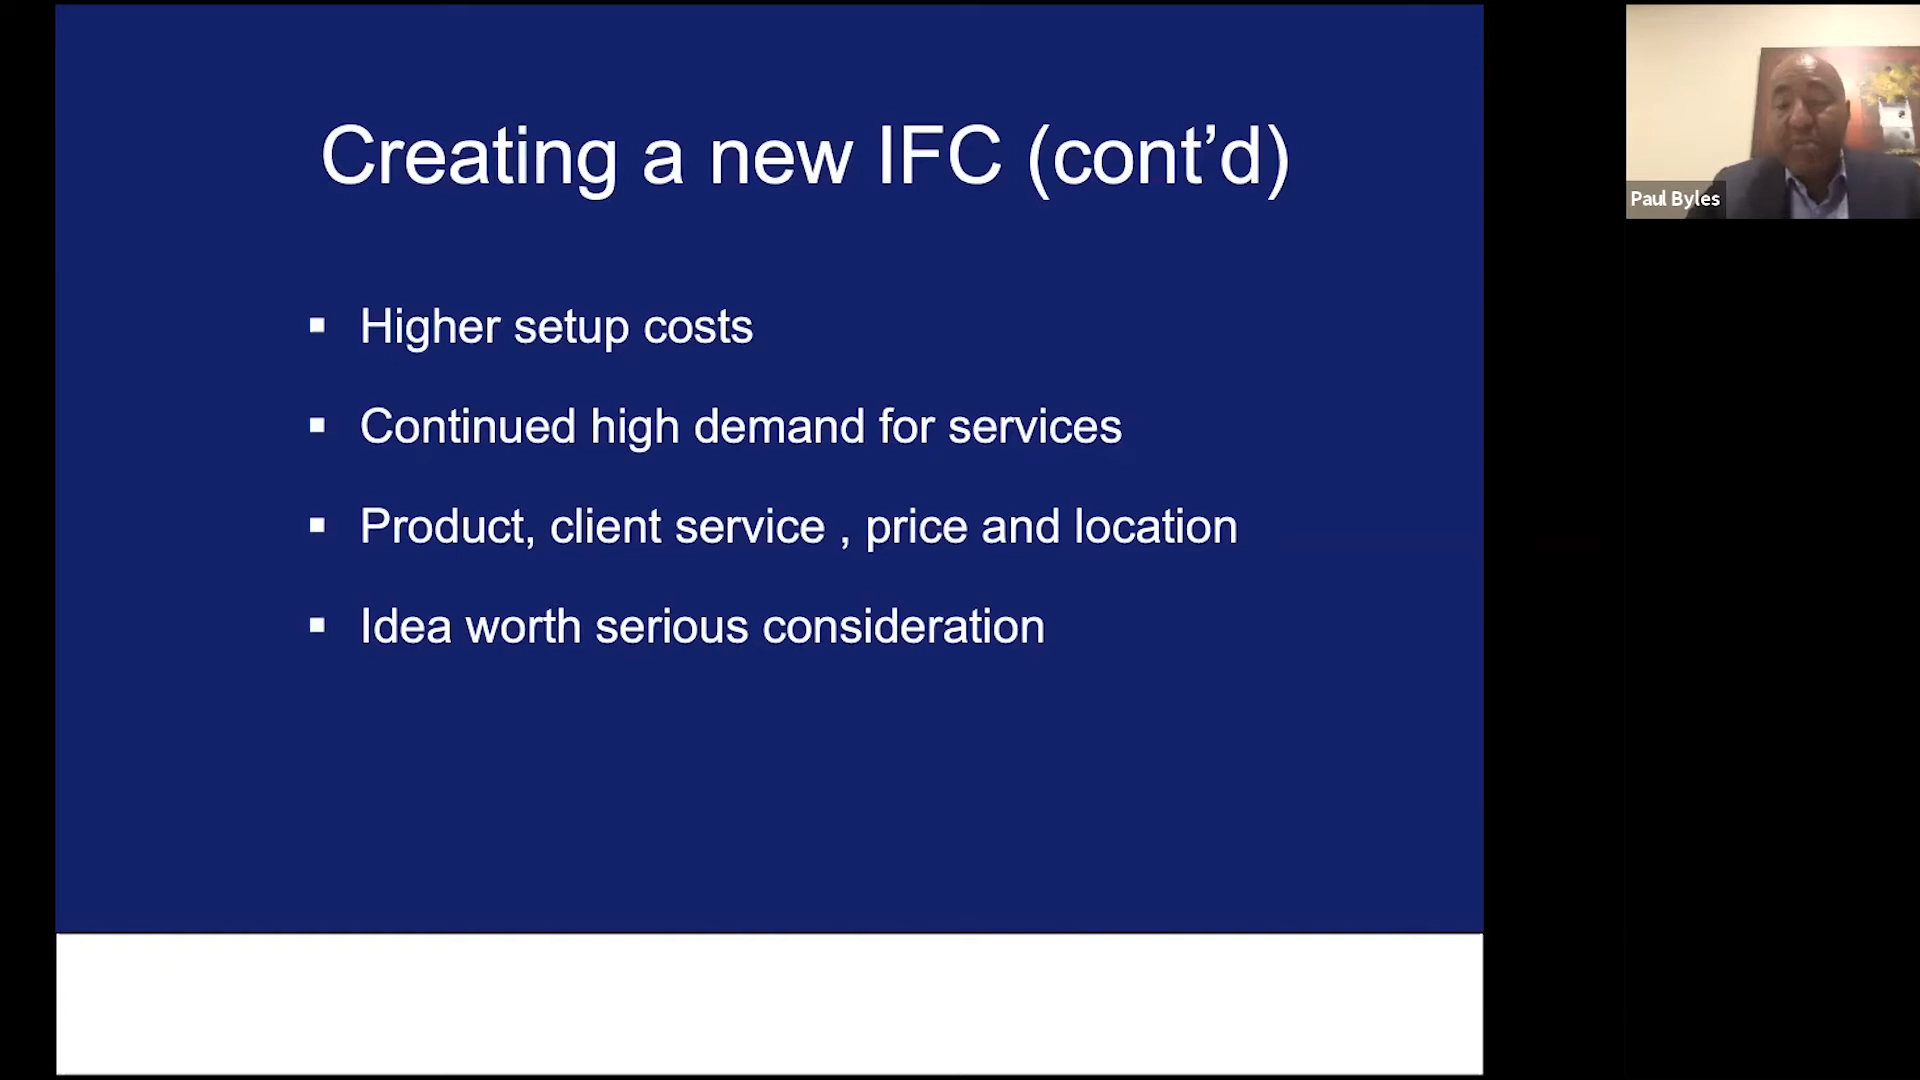 Creating a new IFC (cont’d)
▪ Higher setup costs
▪ Continued high demand for services
▪ Product, client service , price and location
▪ Idea worth serious consideration
Paul Byles